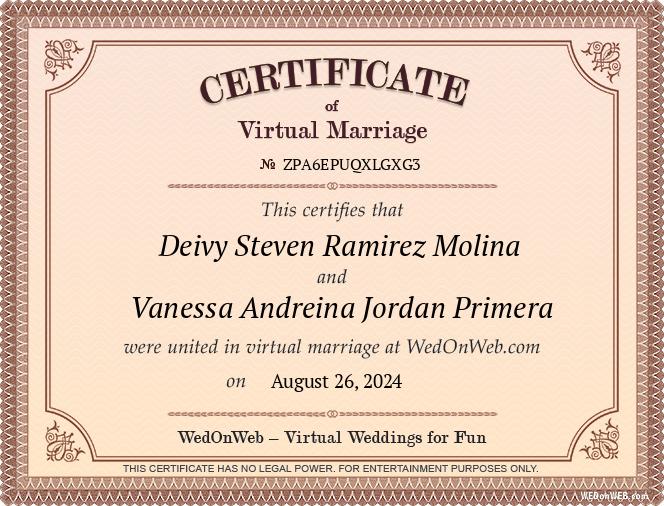 CERTIFICATE
of
Virtual Marriage
№ ZPA6EPUQXLGXG3
This certifies that
Deivy Steven Ramirez Molina
and
Vanessa Andreina Jordan Primera
were united in virtual marriage at WedOnWeb.com
on August 26, 2024
WedOnWeb – Virtual Weddings for Fun
THIS CERTIFICATE HAS NO LEGAL POWER. FOR ENTERTAINMENT PURPOSES ONLY.
WEDonWEB.com